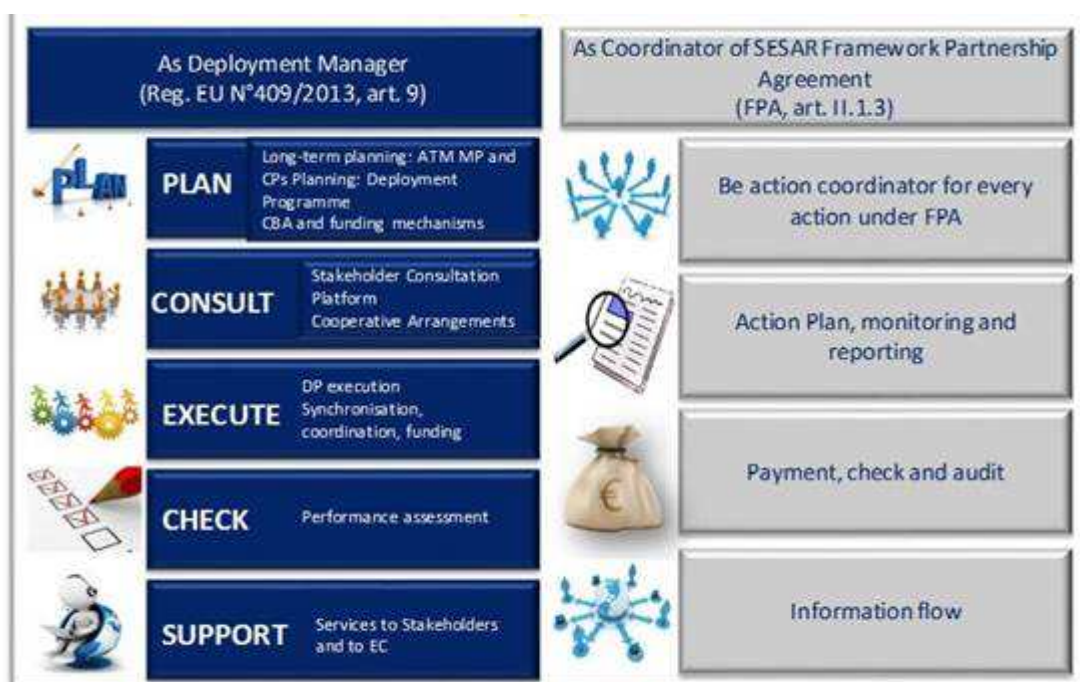 As Deployment Manager
(Reg. EU N°409/2013, art. 9)
PLAN
Long-term planning: ATM MP and
CPs Planning: Deployment
Programme
CBA and funding mechanisms
CONSULT
Stakeholder Consultation
Platform
Cooperative Arrangements
EXECUTE
DP execution
Synchronisation,
coordination, funding
CHECK
Performance assessment
SUPPORT
Services to Stakeholders
and to EC
As Coordinator of SESAR Framework Partnership
Agreement
(FPA, art. II.1.3)
Be action coordinator for every
action under FPA
Action Plan, monitoring and
reporting
€
Payment, check and audit
Information flow
PLAN